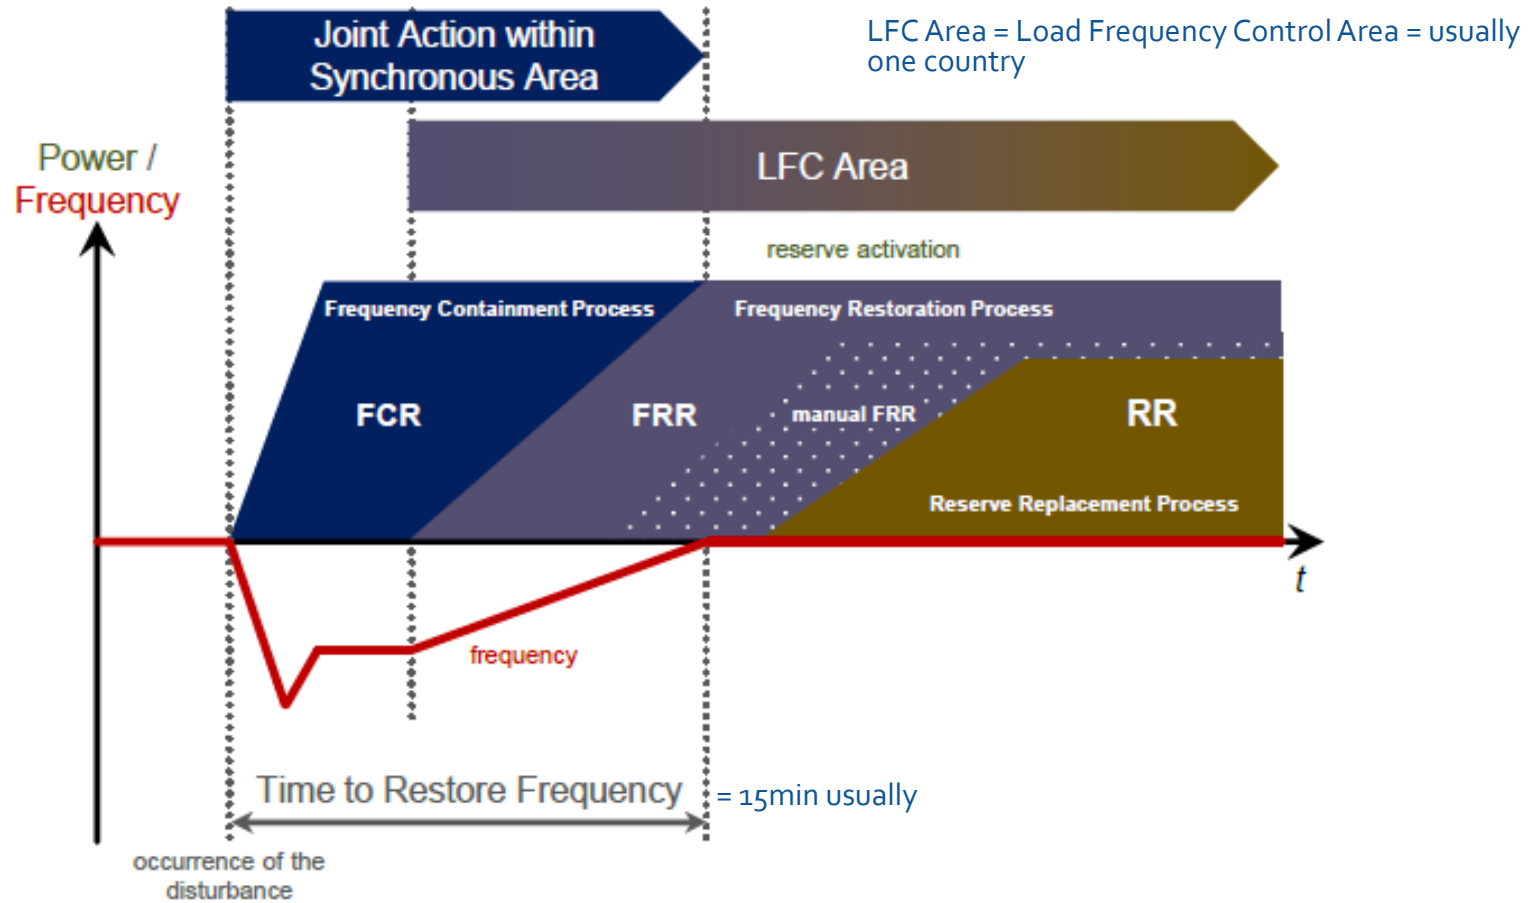 Joint Action within
Synchronous Area
LFC Area = Load Frequency Control Area = usually
one country
Power /
Frequency
LFC Area
reserve activation
Frequency Containment Process
Frequency Restoration Process
FCR
FRR
manual FRR
RR
Reserve Replacement Process
t
frequency
Time to Restore Frequency
= 15min usually
occurrence of the
disturbance